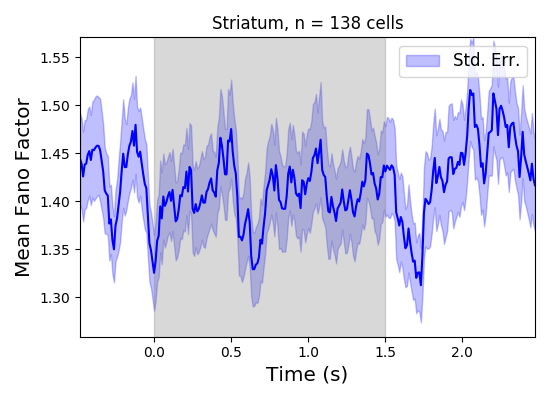 Striatum, n = 138 cells
Std. Err.
Mean Fano Factor
1.55
1.50
1.45
1.40
1.35
1.30
0.0 0.5 1.0 1.5 2.0
Time (s)